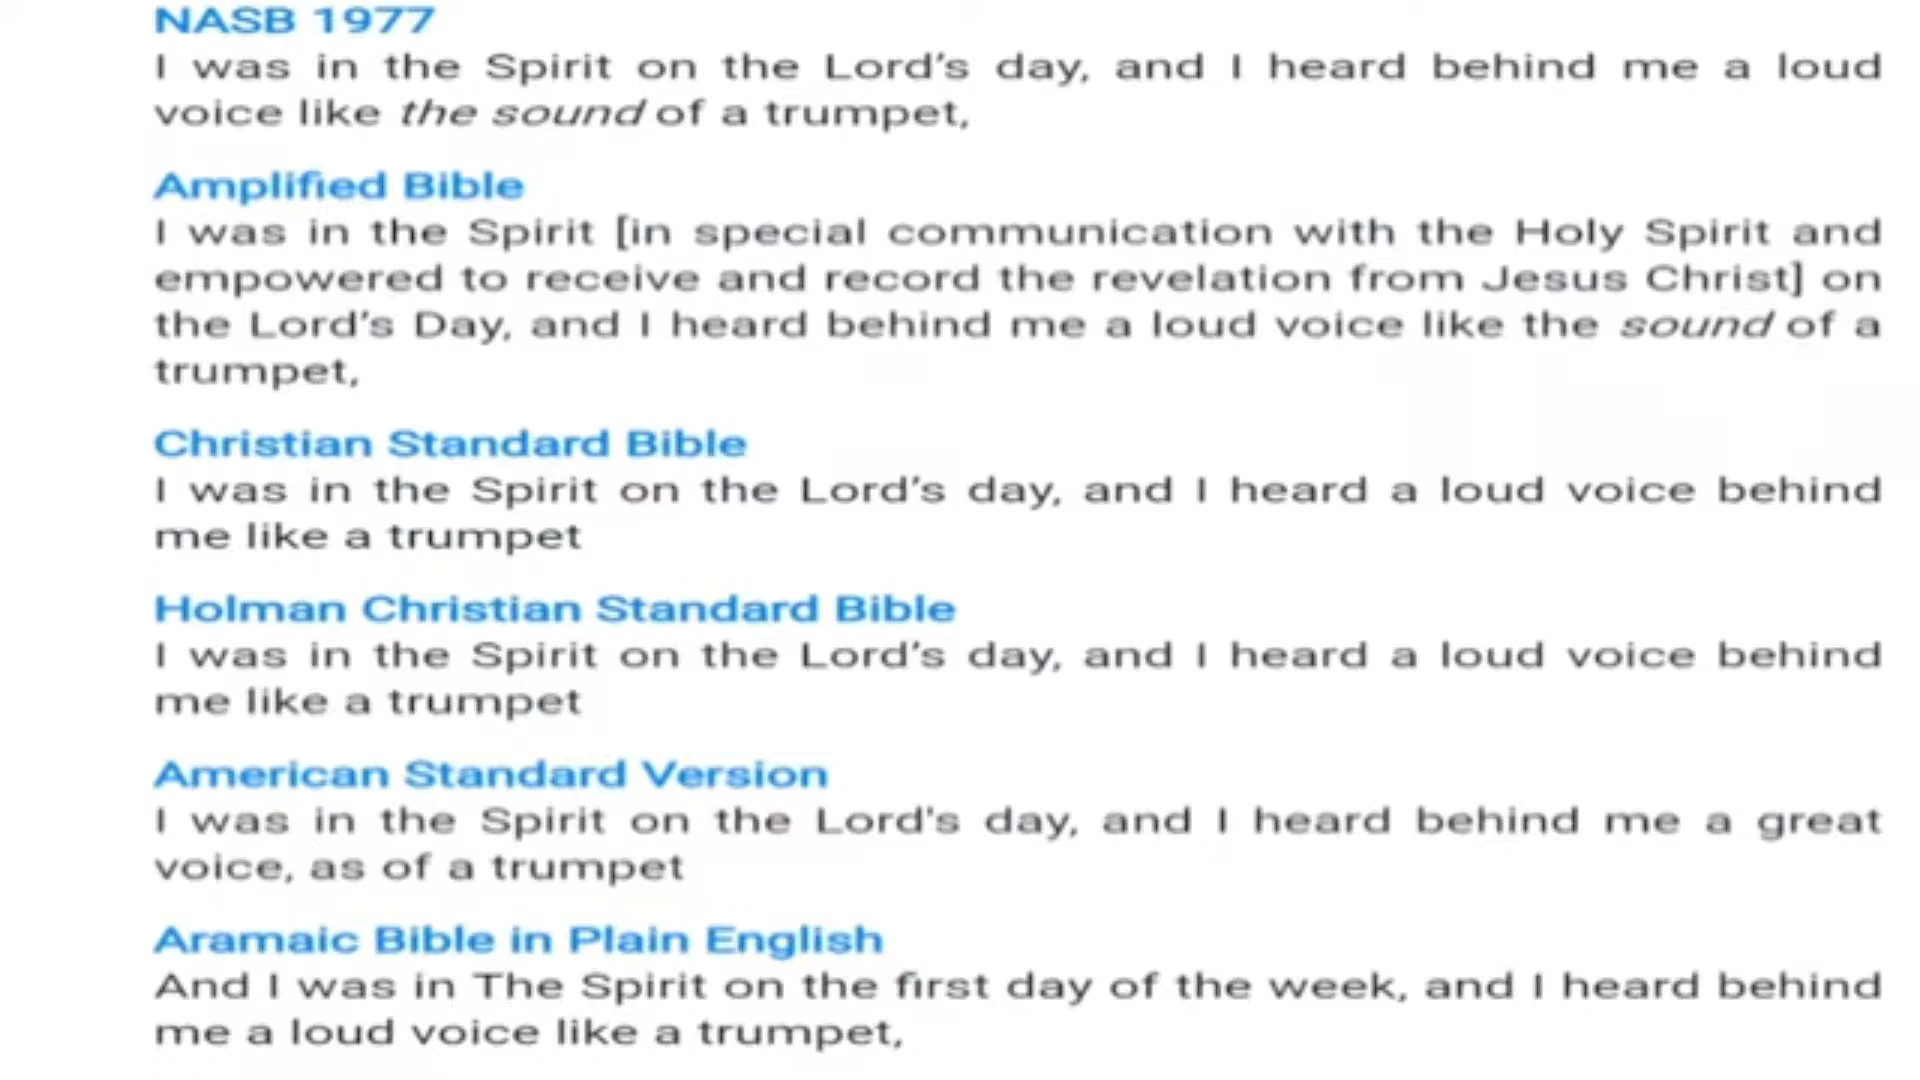 NASB 1977
I was in the Spirit on the Lord’s day, and I heard behind me a loud
voice like the sound of a trumpet,
Amplified Bible
I was in the Spirit [in special communication with the Holy Spirit and
empowered to receive and record the revelation from Jesus Christ] on
the Lord’s Day, and I heard behind me a loud voice like the sound of a
trumpet,
Christian Standard Bible
I was in the Spirit on the Lord’s day, and I heard a loud voice behind
me like a trumpet
Holman Christian Standard Bible
I was in the Spirit on the Lord’s day, and I heard a loud voice behind
me like a trumpet
American Standard Version
I was in the Spirit on the Lord's day, and I heard behind me a great
voice, as of a trumpet
Aramaic Bible in Plain English
And I was in The Spirit on the first day of the week, and I heard behind
me a loud voice like a trumpet,